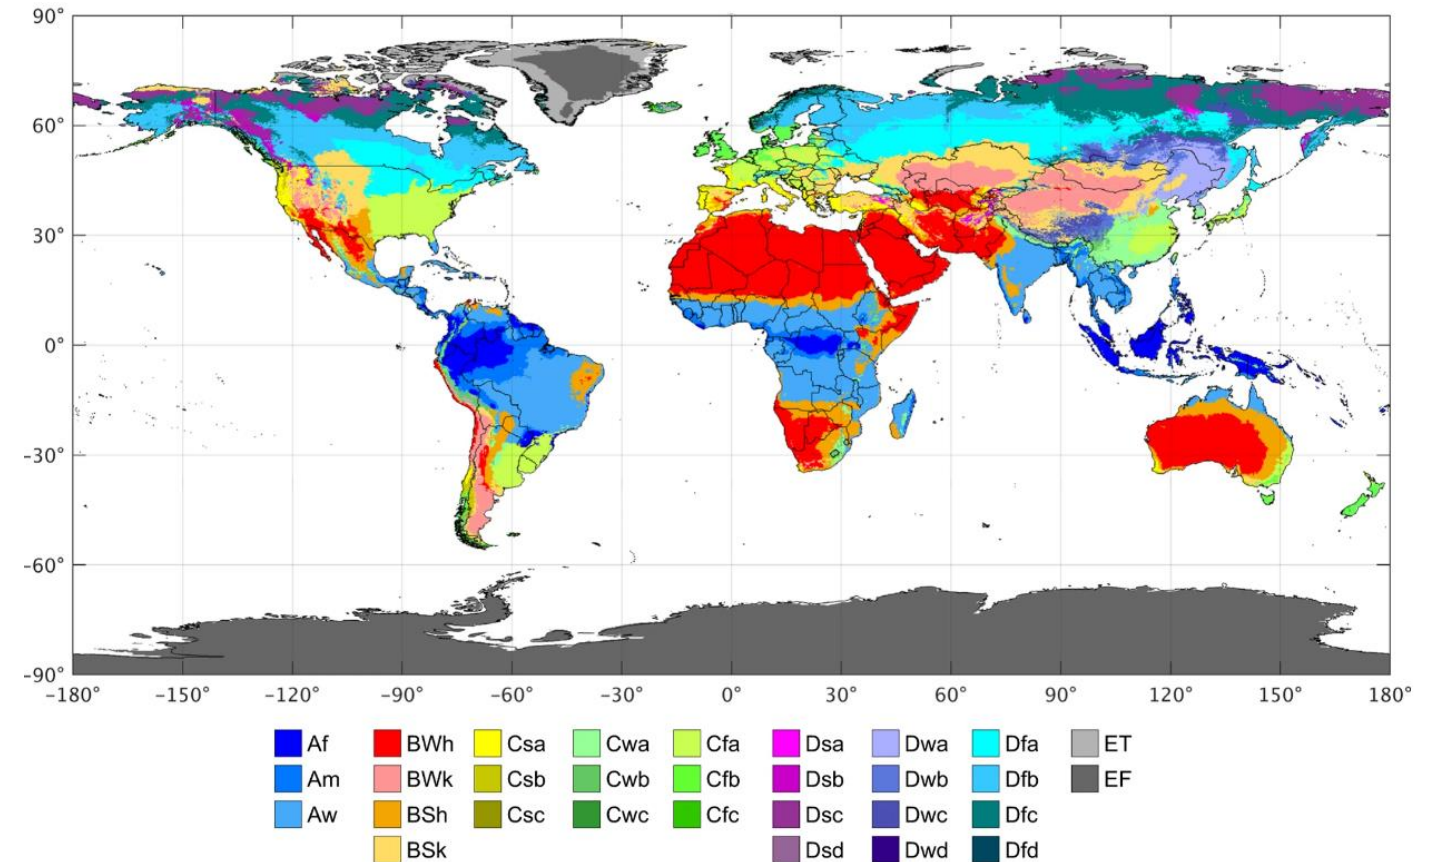 90°
60°
30°
0°
−30°
−60°
−90°
−180° −150° −120° −90° −60° −30° 0° 30° 60° 90° 120° 150° 180°
Af BWh Csa Cwa Cfa Dsa Dwa Dfa ET
Am BWk Csb Cwb Cfb Dsb Dwb Dfb EF
Aw BSh Csc Cwc Cfc Dsc Dwc Dfc
BSk Dsd Dwd Dfd